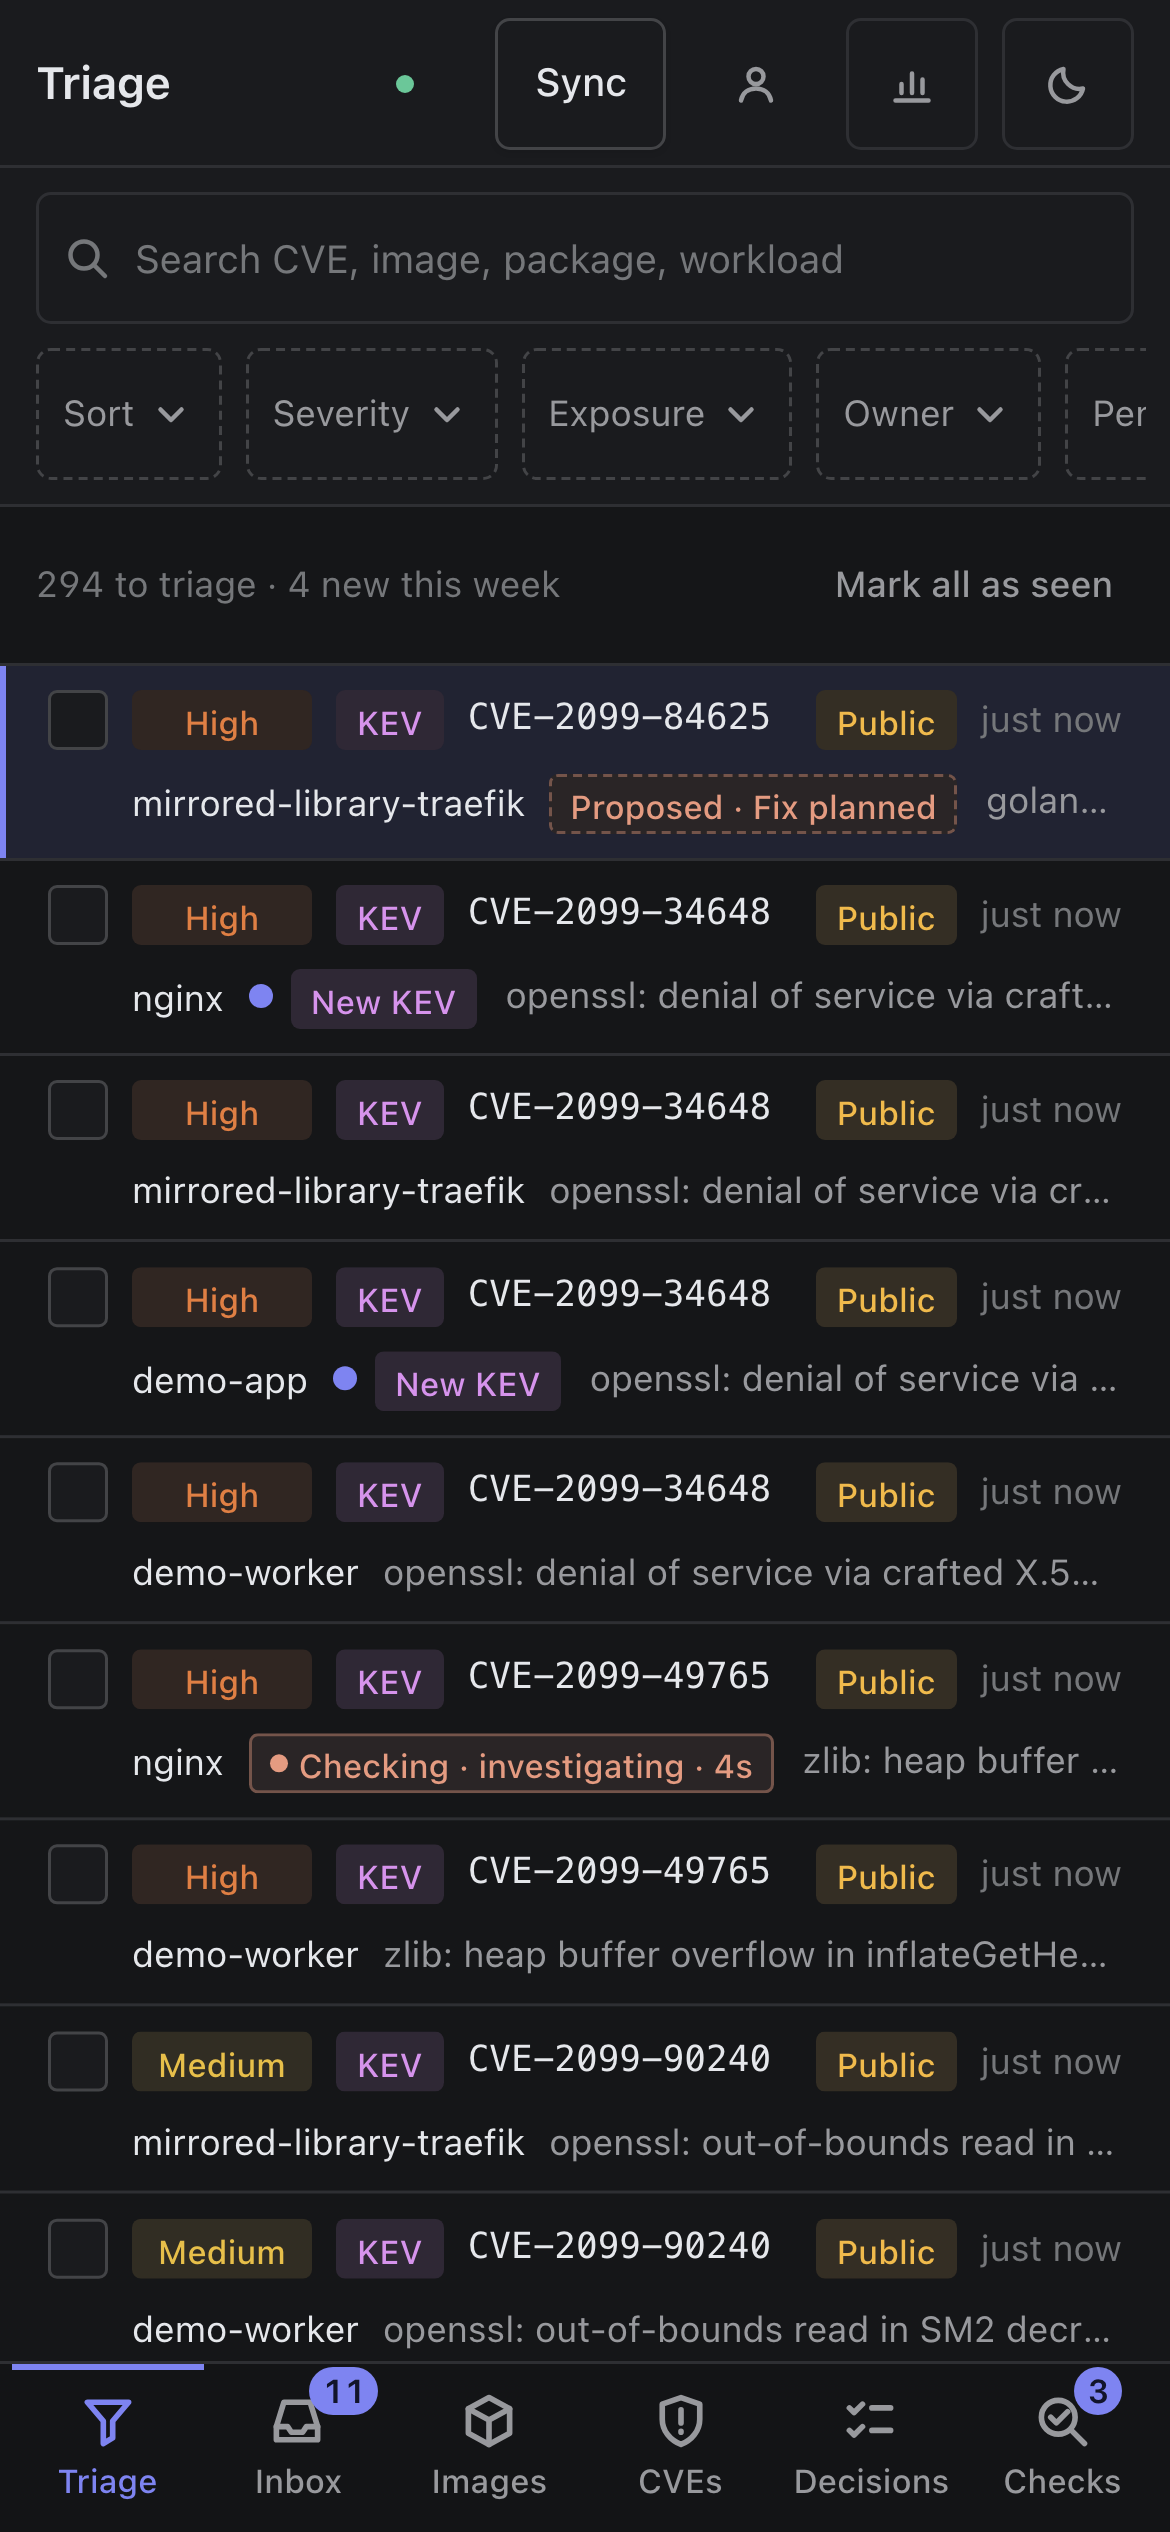 Triage Sync
Search CVE, image, package, workload
Sort Severity Exposure Owner Per
294 to triage · 4 new this week Mark all as seen
High KEV CVE-2099-84625 Public just now
mirrored-library-traefik Proposed · Fix planned golan...
High KEV CVE-2099-34648 Public just now
nginx New KEV openssl: denial of service via craft...
High KEV CVE-2099-34648 Public just now
mirrored-library-traefik openssl: denial of service via cr...
High KEV CVE-2099-34648 Public just now
demo-app New KEV openssl: denial of service via ...
High KEV CVE-2099-34648 Public just now
demo-worker openssl: denial of service via crafted X.5...
High KEV CVE-2099-49765 Public just now
nginx Checking · investigating · 4s zlib: heap buffer ...
High KEV CVE-2099-49765 Public just now
demo-worker zlib: heap buffer overflow in inflateGetHe...
Medium KEV CVE-2099-90240 Public just now
mirrored-library-traefik openssl: out-of-bounds read in ...
Medium KEV CVE-2099-90240 Public just now
demo-worker openssl: out-of-bounds read in SM2 decr...
11 3
Triage Inbox Images CVEs Decisions Checks